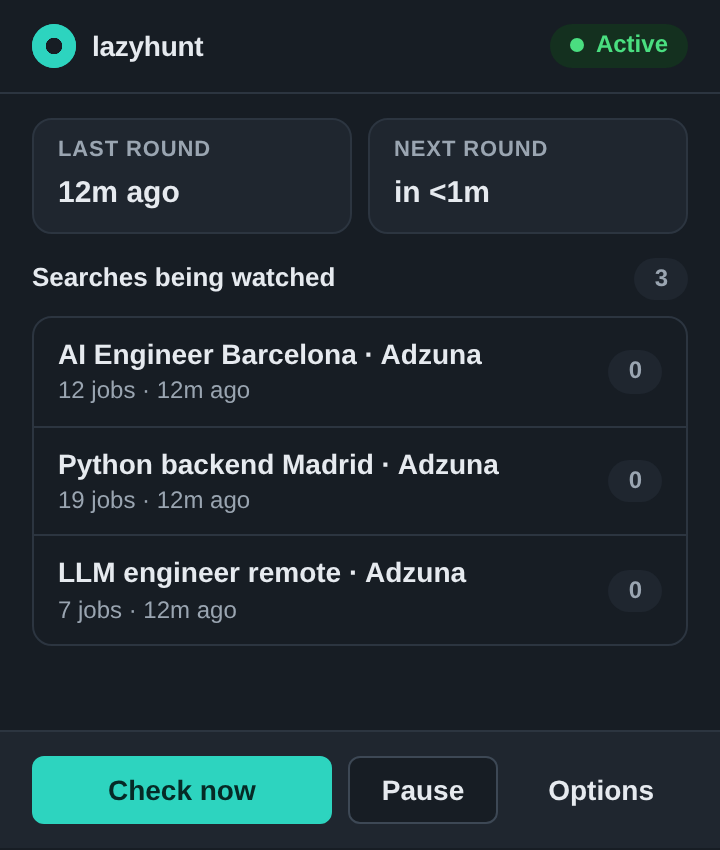 lazyhunt
Active
LAST ROUND
12m ago
NEXT ROUND
in <1m
Searches being watched
3
AI Engineer Barcelona · Adzuna
12 jobs · 12m ago
0
Python backend Madrid · Adzuna
19 jobs · 12m ago
0
LLM engineer remote · Adzuna
7 jobs · 12m ago
0
Check now
Pause
Options